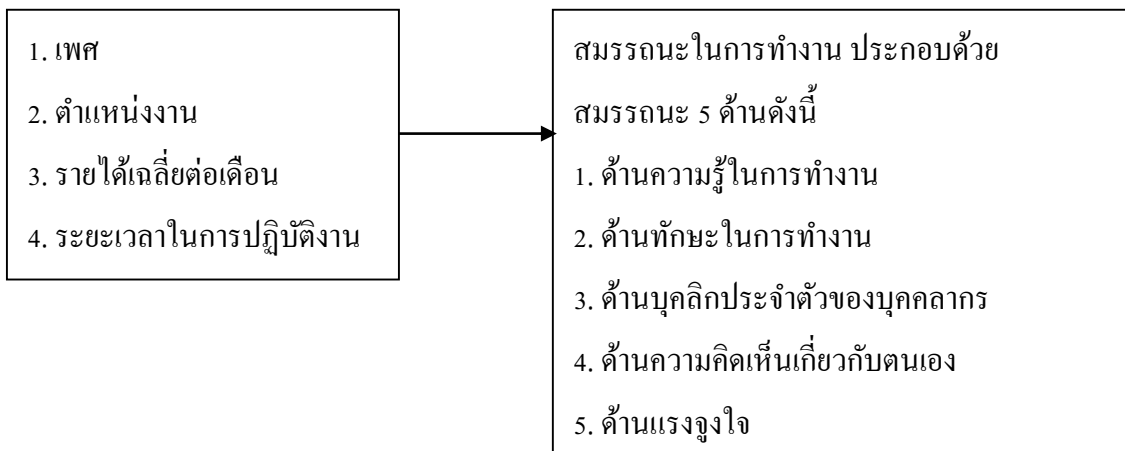 1. เพศ
2. ตำแหน่งงาน
3. รายได้เฉลี่ยต่อเดือน
4. ระยะเวลาในการปฏิบัติงาน
สมรรถนะในการทำงาน ประกอบด้วย
สมรรถนะ 5 ด้านดังนี้
1. ด้านความรู้ในการทำงาน
2. ด้านทักษะในการทำงาน
3. ด้านบุคลิกประจำตัวของบุคคลากร
4. ด้านความคิดเห็นเกี่ยวกับตนเอง
5. ด้านแรงจูงใจ